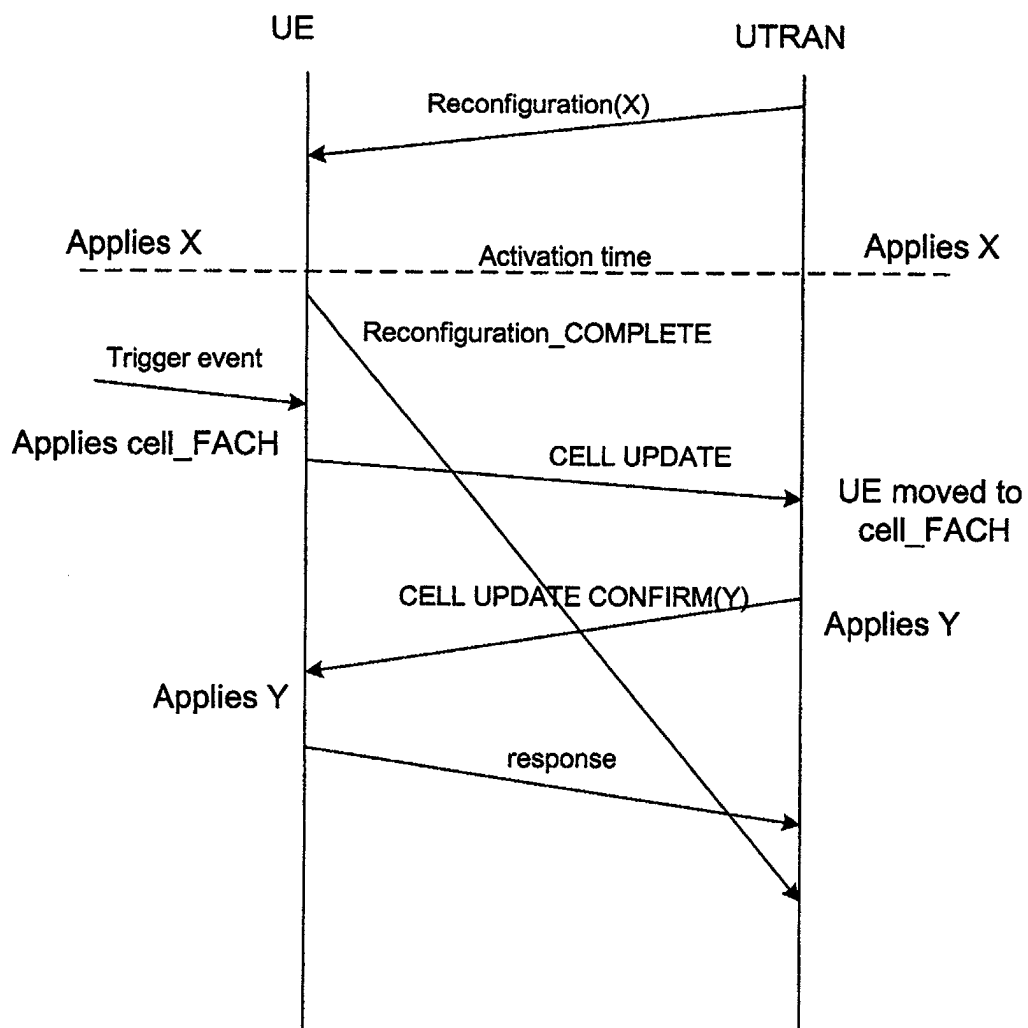 UE
UTRAN
Reconfiguration(X)
Applies X
Activation time
Applies X
Reconfiguration_COMPLETE
Trigger event
Applies cell_FACH
CELL UPDATE
UE moved to
cell_FACH
CELL UPDATE CONFIRM(Y)
Applies Y
Applies Y
response